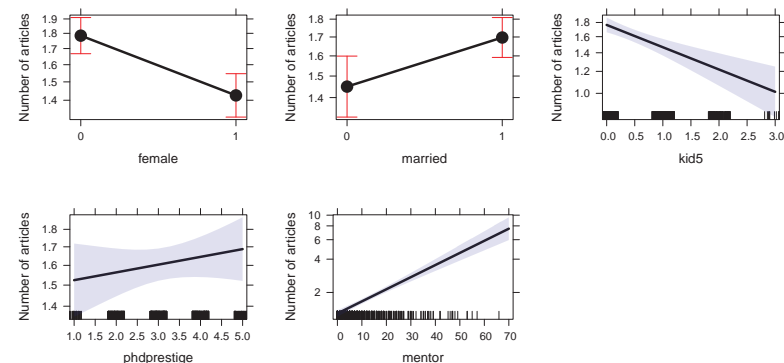 Number of articles
1.9
1.8
1.7
1.6
1.5
1.4
0 1
female
Number of articles
1.8
1.7
1.6
1.5
1.4
0 1
married
Number of articles
1.8
1.6
1.4
1.2
1.0
0.0 0.5 1.0 1.5 2.0 2.5 3.0
kid5
Number of articles
1.8
1.7
1.6
1.5
1.4
1.0 1.5 2.0 2.5 3.0 3.5 4.0 4.5 5.0
phdprestige
Number of articles
10
8
6
4
2
0 10 20 30 40 50 60 70
mentor